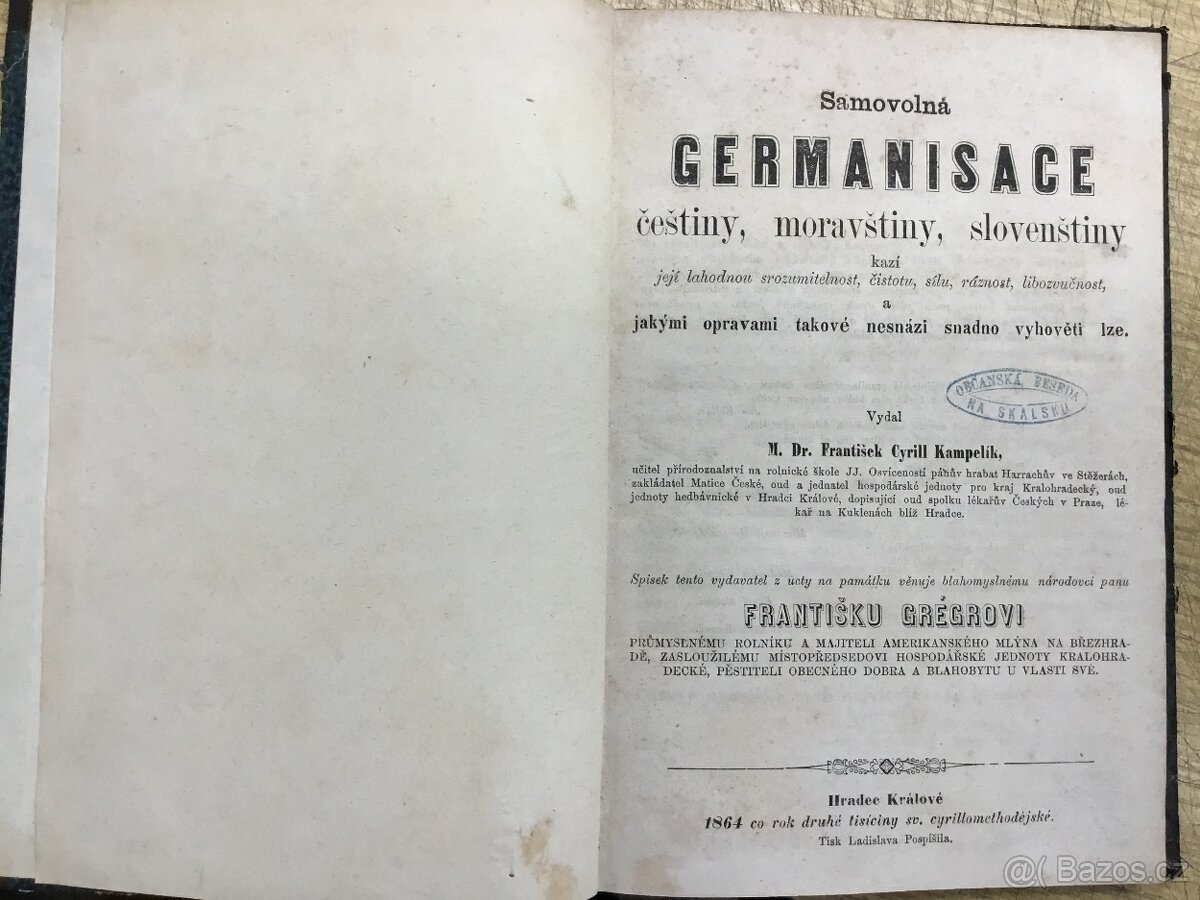 Samovolná
GERMANISACE
češtiny, moravštiny, slovenštiny
kazí
její lahodnou srozumitelnost, čistotu, sílu, ráznost, libozvučnost,
a
jakými opravami takové nesnázi snadno vyhověti lze.
OBČANSKÁ BESEDA
NA SKALSKU
Vydal
M. Dr. František Cyrill Kampelík,
učitel přírodoznalství na rolnické škole JJ. Osvíceností pánův hrabat Harrachův ve Stěžerách,
zakládatel Matice České, oud a jednatel hospodárské jednoty pro kraj Kralohradecký, oud
jednoty hedbávnické v Hradci Králové, dopisující oud spolku lékařův Českých v Praze, lé-
kař na Kuklenách blíž Hradce.
Spisek tento vydavatel z ucty na památku věnuje blahomyslnému národovci panu
FRANTIŠKU GRÉGROVI
PRŮMYSLNÉMU ROLNÍKU A MAJITELI AMERIKANSKÉHO MLÝNA NA BŘEZHRA-
DĚ, ZASLOUŽILÉMU MÍSTOPŘEDSEDOVI HOSPODÁŘSKÉ JEDNOTY KRALOHRA-
DECKÉ, PĚSTITELI OBECNÉHO DOBRA A BLAHOBYTU U VLASTI SVÉ.
Hradec Králové
1864 co rok druhé tisíciny sv. cyrillomethodějské.
Tisk Ladislava Pospíšila.
@( Bazos.cz